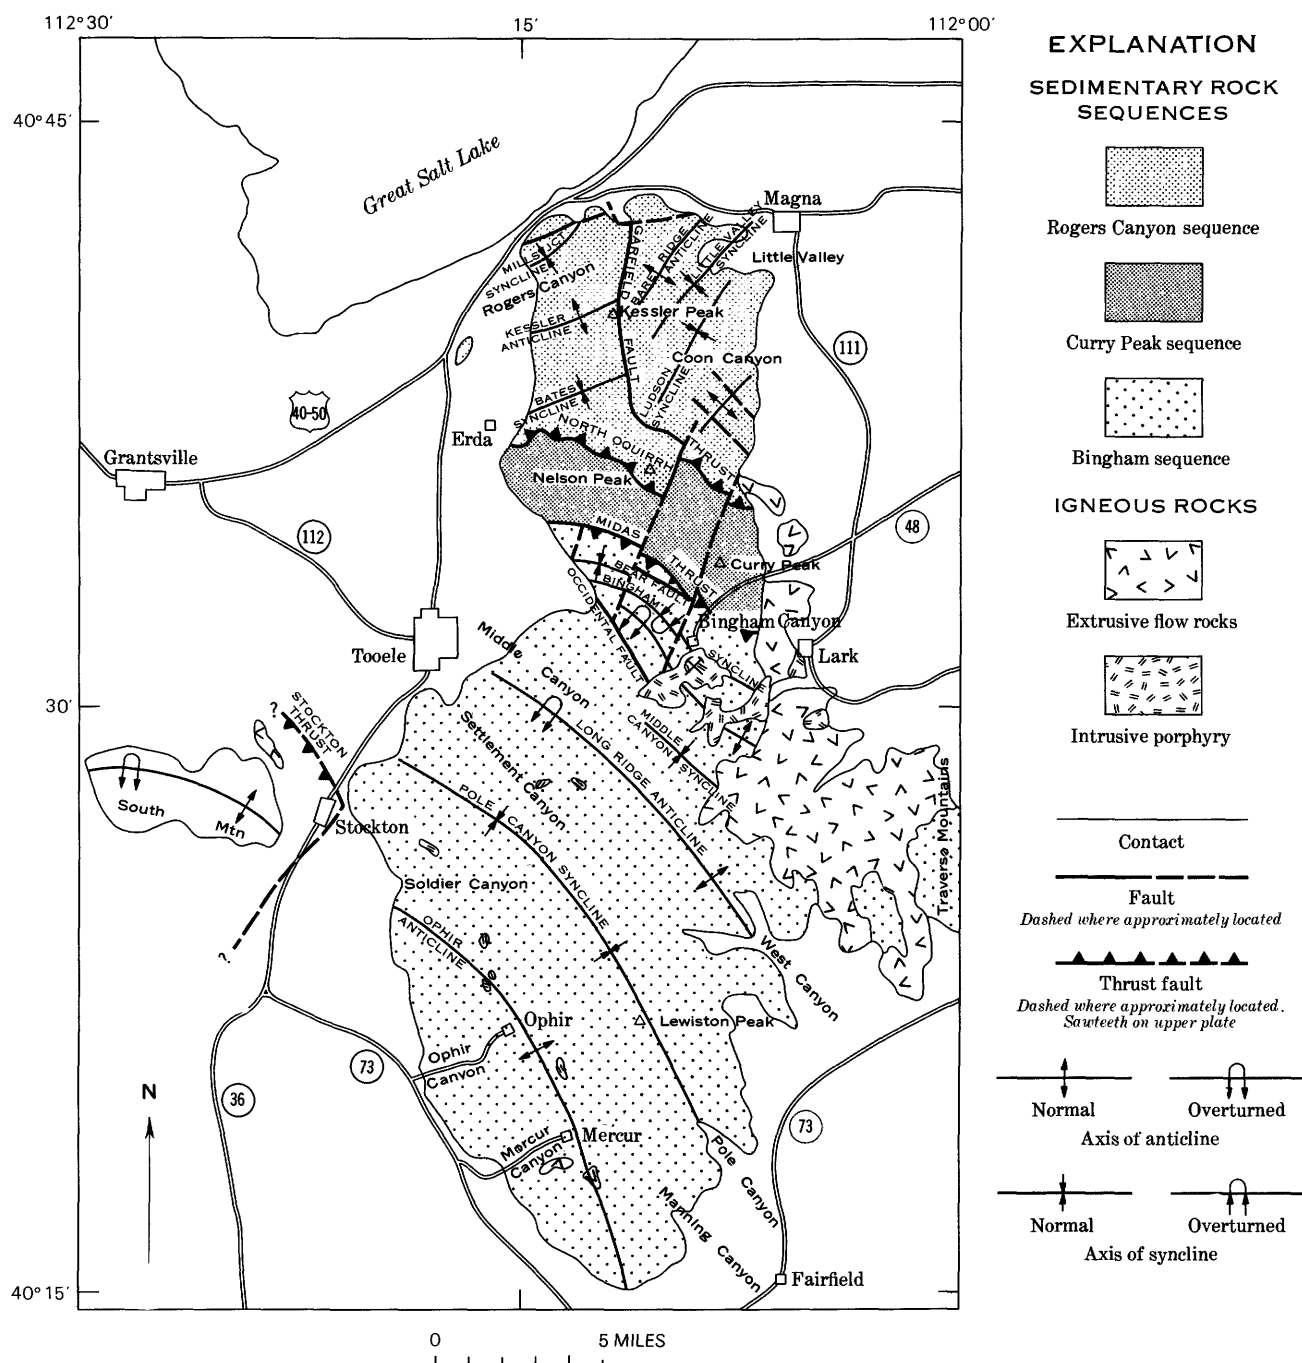 112°30′
15′
112°00′
40°45′
30′
40°15′
Great Salt Lake
Magna
Little Valley
MILLS JCT
SYNCLINE
Rogers Canyon
GARFIELD FAULT
BARE RIDGE
ANTICLINE
LITTLE VALLEY
SYNCLINE
KESSLER
ANTICLINE
Kessler Peak
Coon Canyon
111
BATES
SYNCLINE
LUDSON
SYNCLINE
40-50
Erda
NORTH OQUIRRH THRUST
Grantsville
Nelson Peak
112
48
MIDAS THRUST
Curry Peak
BEAR FAULT
BINGHAM SYNCLINE
OCCIDENTAL FAULT
Bingham Canyon
Tooele
Lark
Middle Canyon
?
STOCKTON
THRUST
Settlement Canyon
LONG RIDGE ANTICLINE
MIDDLE
CANYON SYNCLINE
POLE CANYON SYNCLINE
South Mtn
Stockton
Traverse Mountains
Soldier Canyon
OPHIR
ANTICLINE
?
West Canyon
Ophir
Lewiston Peak
Ophir
Canyon
73
36
N
Mercur
Mercur
Canyon
73
Pole Canyon
Manning Canyon
Fairfield
0 5 MILES
EXPLANATION
SEDIMENTARY ROCK
SEQUENCES
Rogers Canyon sequence
Curry Peak sequence
Bingham sequence
IGNEOUS ROCKS
Extrusive flow rocks
Intrusive porphyry
Contact
Fault
Dashed where approximately located
Thrust fault
Dashed where approximately located.
Sawteeth on upper plate
Normal Overturned
Axis of anticline
Normal Overturned
Axis of syncline